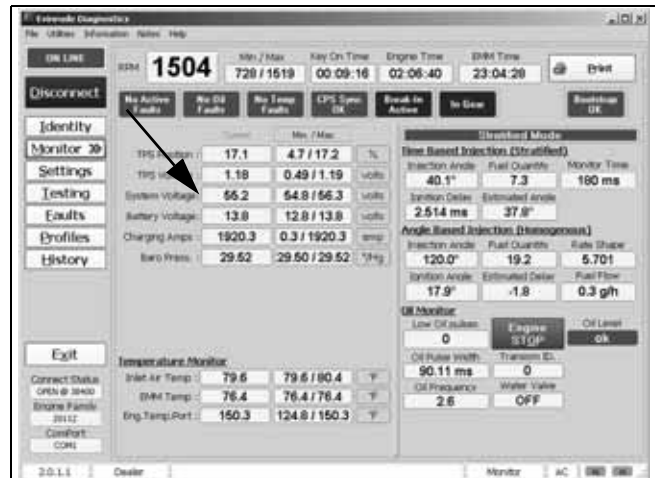 Evinrude Diagnostics
File Utilities Information Notes Help
ON LINE
RPM 1504
Min./Max
728 / 1519
Key On Time
00:09:16
Engine Time
02:06:40
EMM Time
23:04:28
Print
Disconnect
No Active Faults
No Oil Faults
No Temp Faults
CPS Sync OK
Break-In Active
In Gear
Bootstrap OK
Identity
Monitor
Settings
Testing
Faults
Profiles
History
Exit
Connect Status
OPEN @ 38400
Engine Family
ComPort
COM1
Current Min. / Max.
TPS Position : 17.1 4.7 / 17.2 %
TPS Voltage : 1.18 0.49 / 1.19 volts
System Voltage : 55.2 54.8 / 56.3 volts
Battery Voltage : 13.8 12.8 / 13.8 volts
Charging Amps : 1920.3 0.3 / 1920.3 amp
Baro Press. : 29.52 29.50 / 29.52 "/Hg
Temperature Monitor
Inlet Air Temp : 79.6 79.6 / 80.4 °F
EMM Temp : 76.4 76.4 / 76.4 °F
Eng.Temp.Port : 150.3 124.8 / 150.3 °F
Stratified Mode
Time Based Injection (Stratified)
Injection Angle Fuel Quantity Monitor Time
40.1° 7.3 180 ms
Ignition Delay Estimated Angle
2.514 ms 37.8°
Angle Based Injection (Homogenous)
Injection Angle Fuel Quantity Rate Shape
120.0° 19.2 5.701
Ignition Angle Estimated Delay Fuel Flow
17.9° -1.8 0.3 g/h
Oil Monitor
Low Oil pulses
0
Engine STOP
Oil Level
ok
Oil Pulse Width Transom ID.
90.11 ms 0
Oil Frequency Water Valve
2.6 OFF
2.0.1.1 Dealer Monitor AC